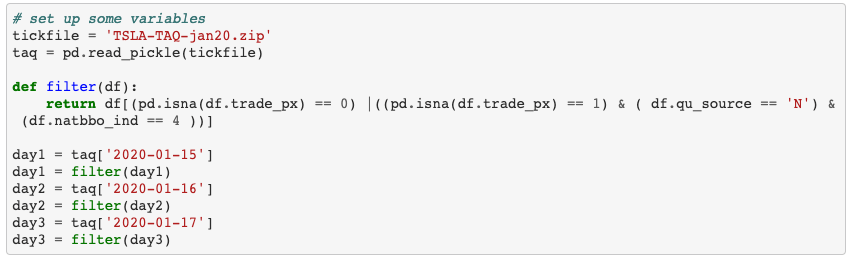 # set up some variables
tickfile = 'TSLA-TAQ-jan20.zip'
taq = pd.read_pickle(tickfile)
def filter(df):
    return df[(pd.isna(df.trade_px) == 0) |((pd.isna(df.trade_px) == 1) & ( df.qu_source == 'N') &
 (df.natbbo_ind == 4 ))]
day1 = taq['2020-01-15']
day1 = filter(day1)
day2 = taq['2020-01-16']
day2 = filter(day2)
day3 = taq['2020-01-17']
day3 = filter(day3)